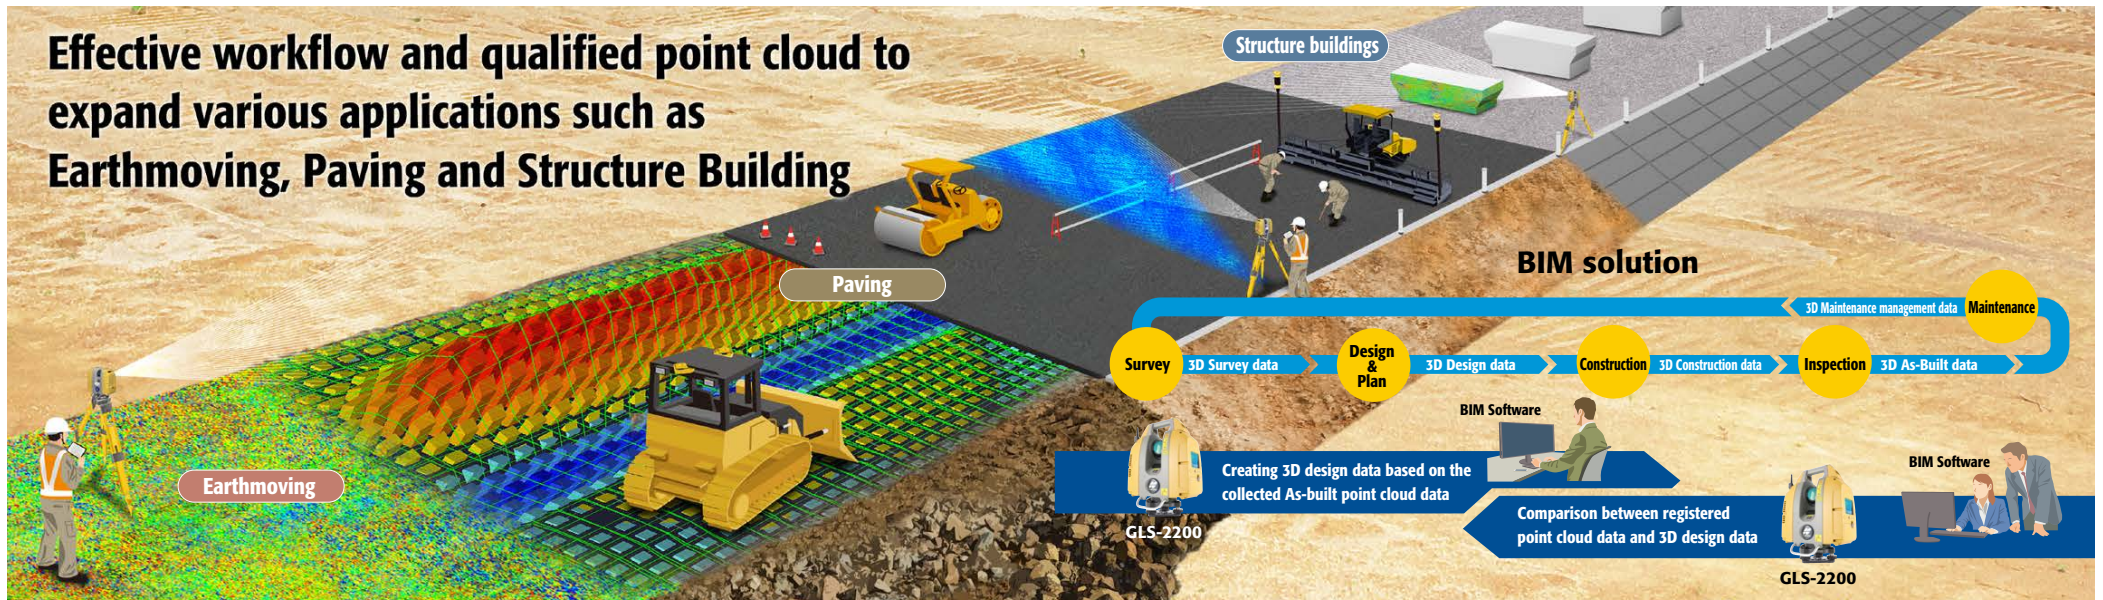 Effective workflow and qualified point cloud to
expand various applications such as
Earthmoving, Paving and Structure Building
Structure buildings
Paving
Earthmoving
BIM solution
3D Maintenance management data
Maintenance
Survey
3D Survey data
Design
&
Plan
3D Design data
Construction
3D Construction data
Inspection
3D As-Built data
BIM Software
Creating 3D design data based on the
collected As-built point cloud data
GLS-2200
BIM Software
Comparison between registered
point cloud data and 3D design data
GLS-2200